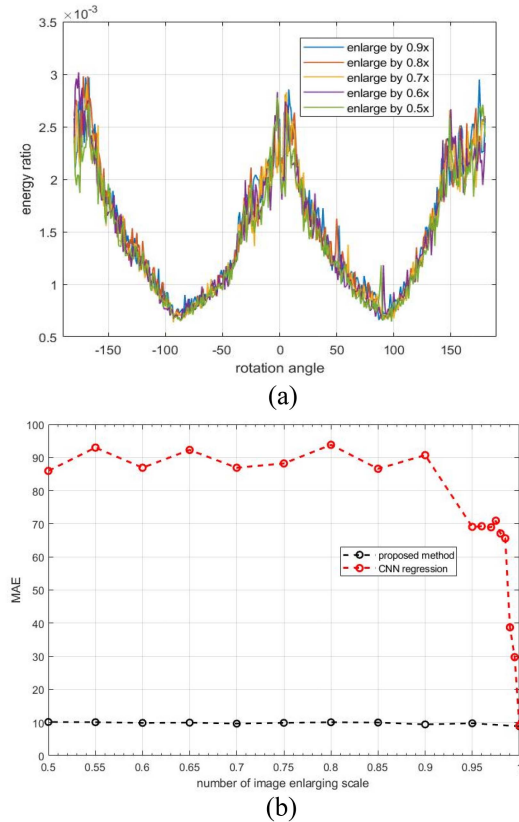 ×10⁻³
3.5
3
2.5
2
1.5
1
0.5
energy ratio
enlarge by 0.9x
enlarge by 0.8x
enlarge by 0.7x
enlarge by 0.6x
enlarge by 0.5x
-150 -100 -50 0 50 100 150
rotation angle
(a)
100
90
80
70
60
50
40
30
20
10
0
MAE
proposed method
CNN regression
0.5 0.55 0.6 0.65 0.7 0.75 0.8 0.85 0.9 0.95 1
number of image enlarging scale
(b)